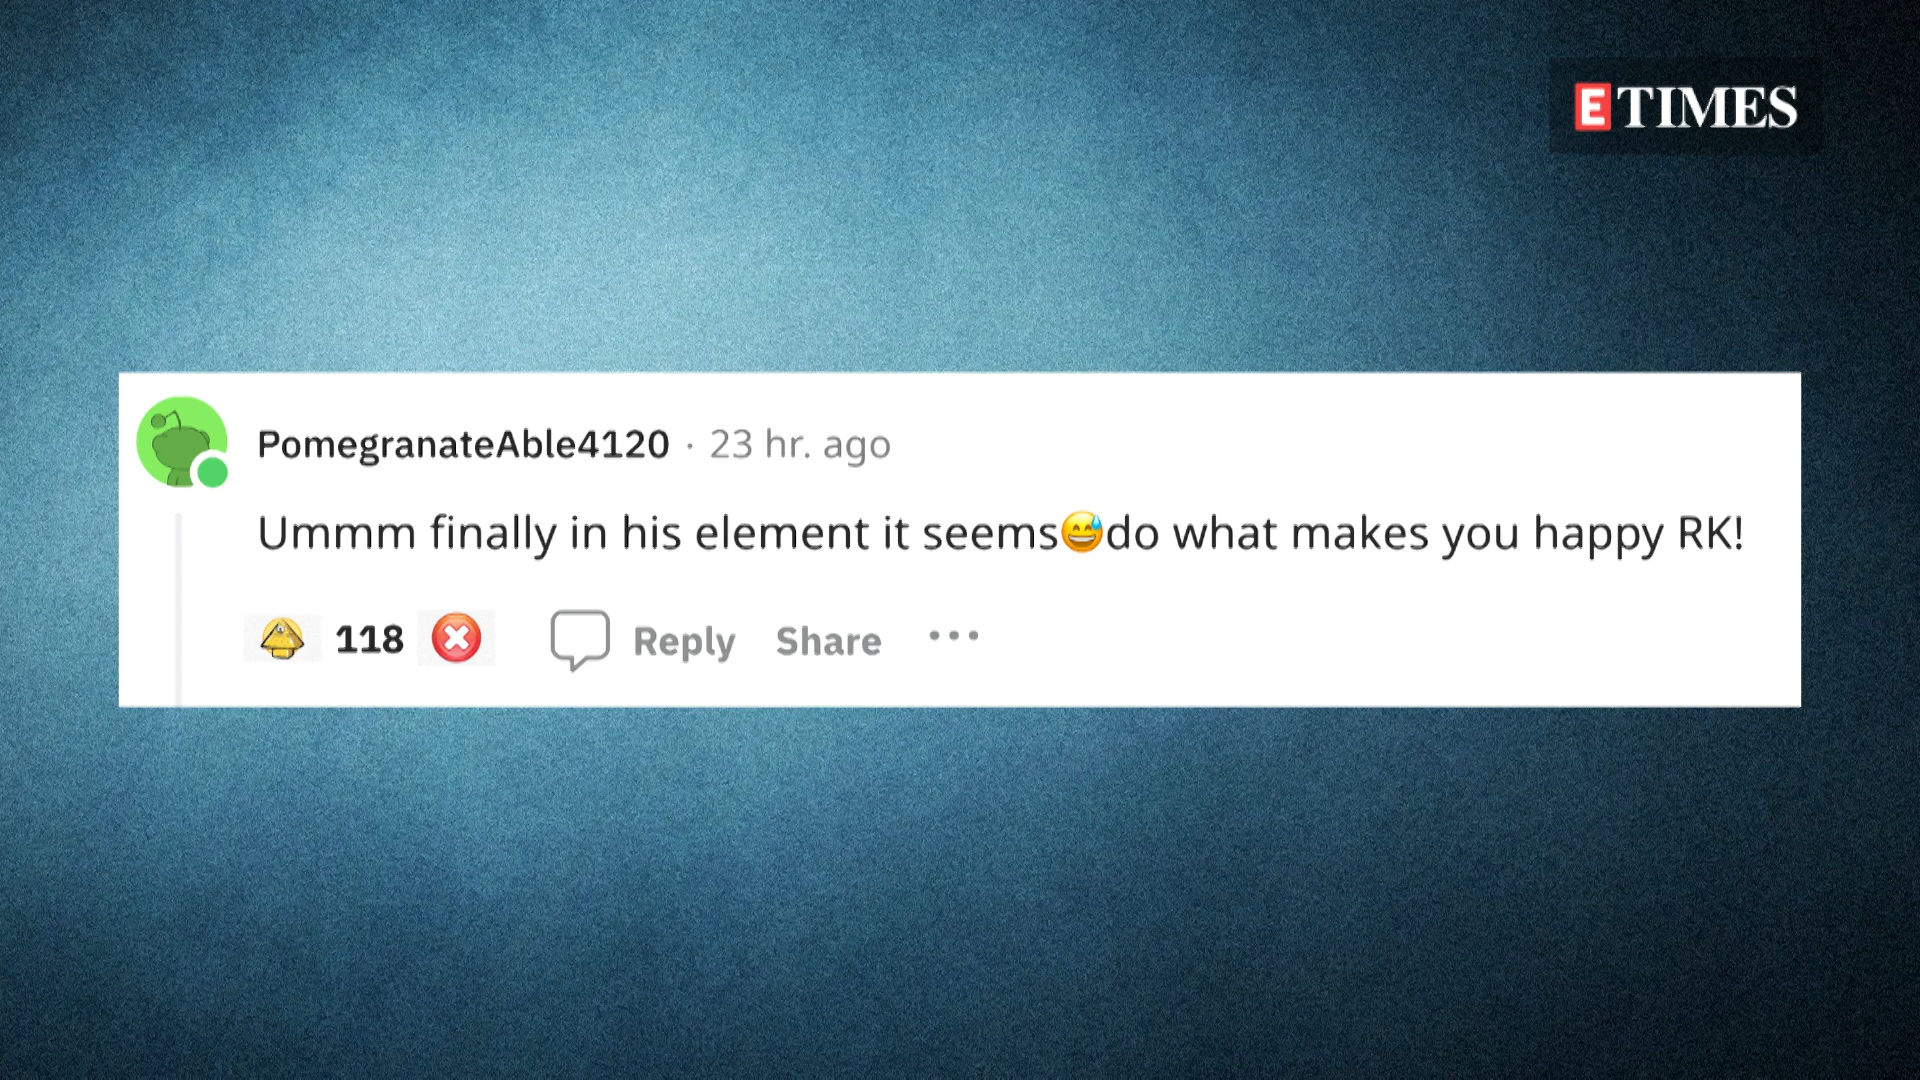 E TIMES
PomegranateAble4120 · 23 hr. ago
Ummm finally in his element it seems😅do what makes you happy RK!
118 Reply Share ...